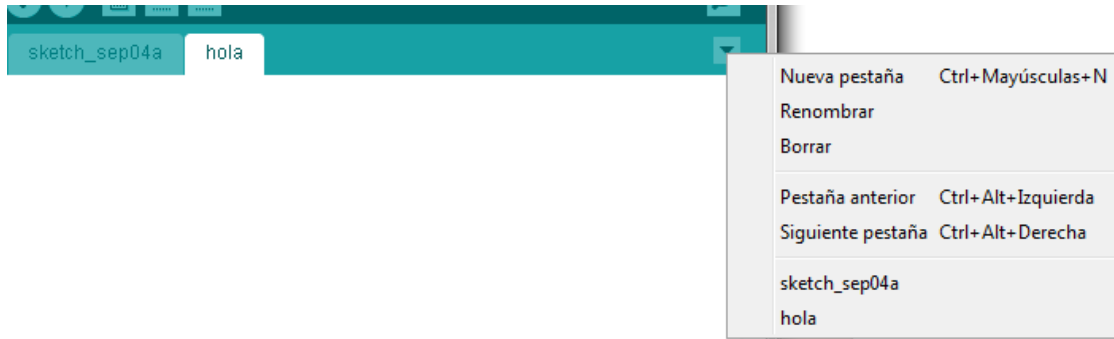 sketch_sep04a hola
Nueva pestaña Ctrl+Mayúsculas+N
Renombrar
Borrar
Pestaña anterior Ctrl+Alt+Izquierda
Siguiente pestaña Ctrl+Alt+Derecha
sketch_sep04a
hola